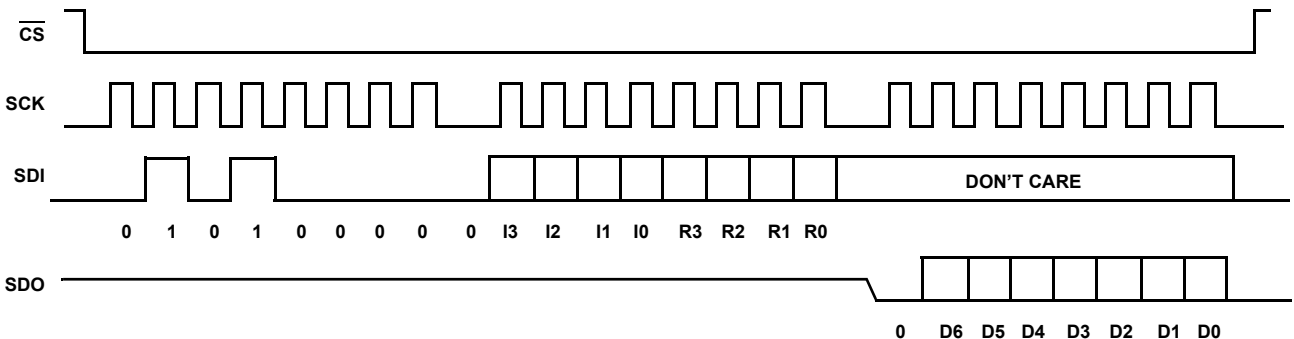 CS
SCK
SDI
DON'T CARE
0 1 0 1 0 0 0 0 0 I3 I2 I1 I0 R3 R2 R1 R0
SDO
0 D6 D5 D4 D3 D2 D1 D0